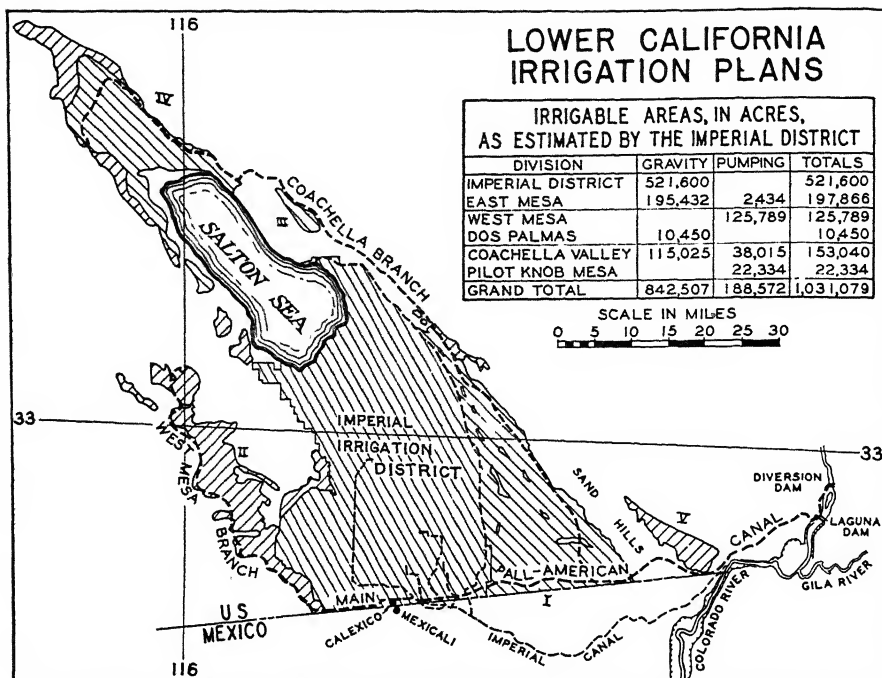 116
LOWER CALIFORNIA
IRRIGATION PLANS
IRRIGABLE AREAS, IN ACRES,
AS ESTIMATED BY THE IMPERIAL DISTRICT
DIVISION GRAVITY PUMPING TOTALS
IMPERIAL DISTRICT 521,600 521,600
EAST MESA 195,432 2,434 197,866
WEST MESA 125,789 125,789
DOS PALMAS 10,450 10,450
COACHELLA VALLEY 115,025 38,015 153,040
PILOT KNOB MESA 22,334 22,334
GRAND TOTAL 842,507 188,572 1,031,079
SCALE IN MILES
0 5 10 15 20 25 30
IV
COACHELLA BRANCH
III
SALTON SEA
33
IMPERIAL
IRRIGATION
DISTRICT
WEST MESA BRANCH
II
33
SAND HILLS
V
DIVERSION
DAM
LAGUNA
DAM
GILA RIVER
COLORADO RIVER
MAIN
ALL-AMERICAN CANAL
I
US
MEXICO
CALEXICO
MEXICALI
IMPERIAL CANAL
116